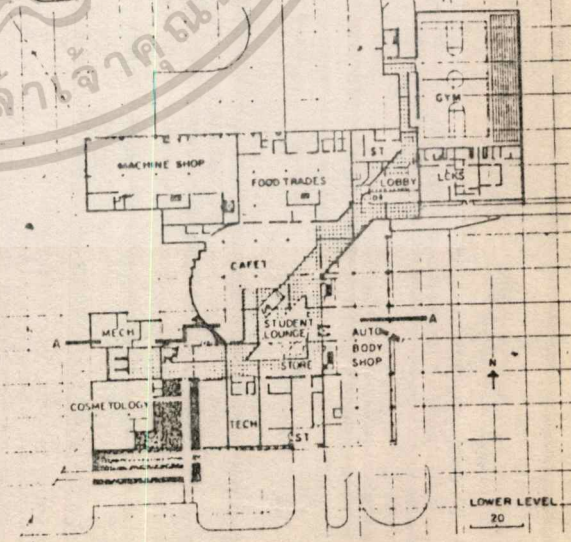 GYM
MACHINE SHOP
FOOD TRADES
ST
LOBBY
LCKS
CAFET
MECH
A
A
STUDENT
LOUNGE
AUTO
BODY
SHOP
STORE
N
COSMETOLOGY
TECH
ST
LOWER LEVEL
20